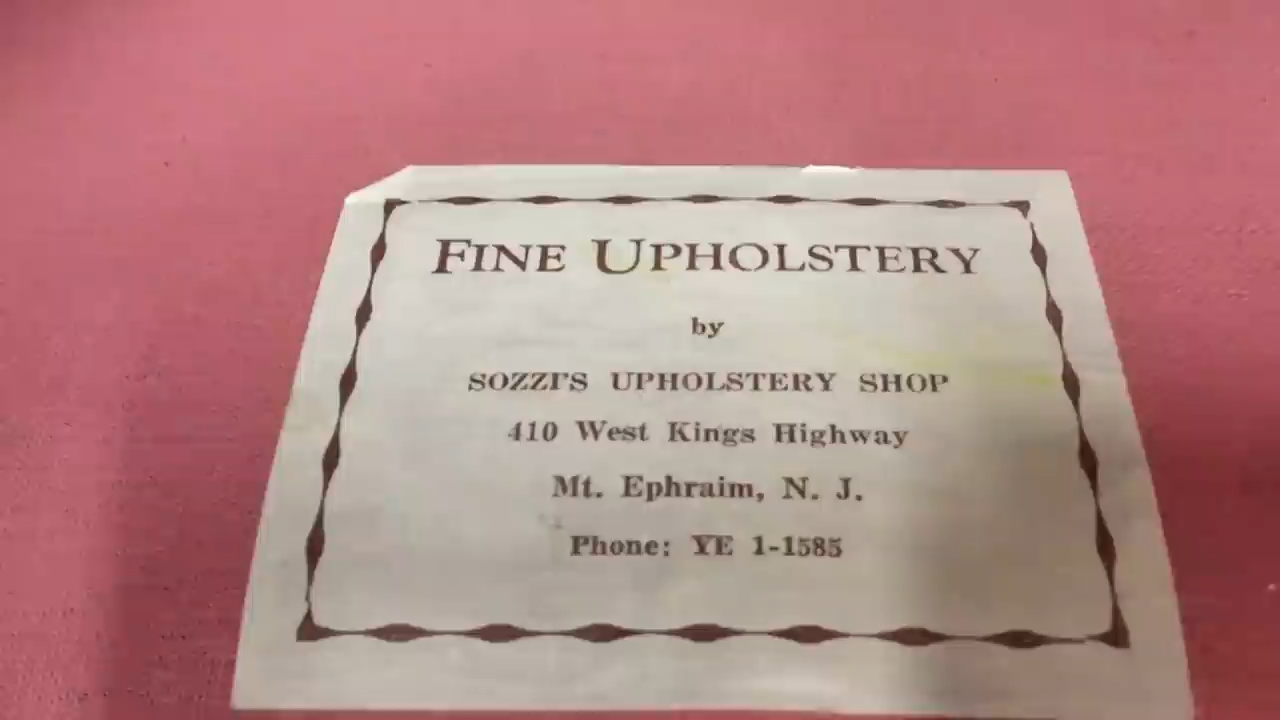 FINE UPHOLSTERY
by
SOZZI'S UPHOLSTERY SHOP
410 West Kings Highway
Mt. Ephraim, N. J.
Phone: YE 1-1585